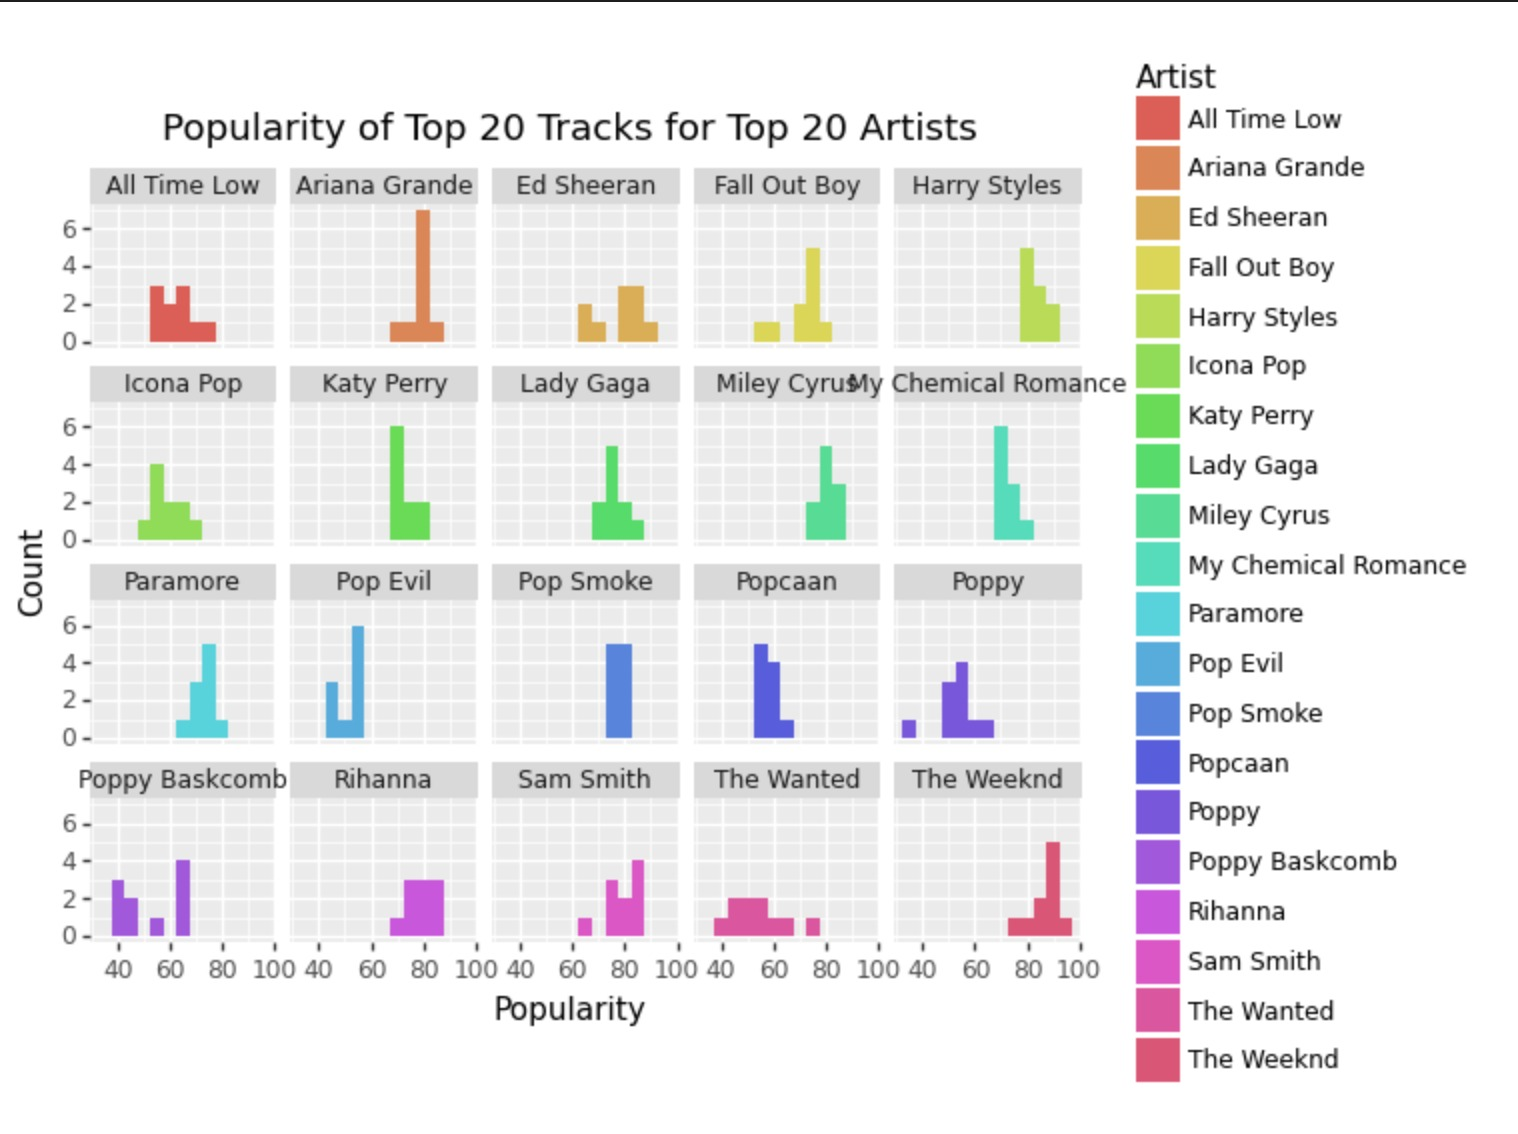 Popularity of Top 20 Tracks for Top 20 Artists
All Time Low Ariana Grande Ed Sheeran Fall Out Boy Harry Styles
6
4
2
0
Icona Pop Katy Perry Lady Gaga Miley Cyrus My Chemical Romance
6
4
2
0
Paramore Pop Evil Pop Smoke Popcaan Poppy
6
4
2
0
Poppy Baskcomb Rihanna Sam Smith The Wanted The Weeknd
6
4
2
0
40 60 80 100 40 60 80 100 40 60 80 100 40 60 80 100 40 60 80 100
Count
Popularity
Artist
All Time Low
Ariana Grande
Ed Sheeran
Fall Out Boy
Harry Styles
Icona Pop
Katy Perry
Lady Gaga
Miley Cyrus
My Chemical Romance
Paramore
Pop Evil
Pop Smoke
Popcaan
Poppy
Poppy Baskcomb
Rihanna
Sam Smith
The Wanted
The Weeknd